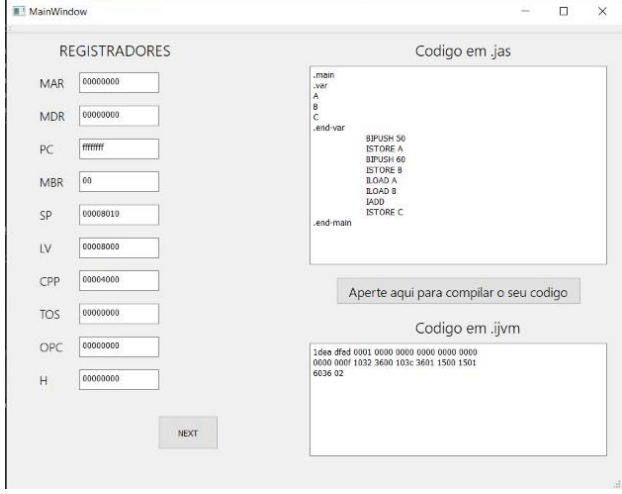 MainWindow
REGISTRADORES
MAR 00000000
MDR 00000000
PC ffffffff
MBR 00
SP 00008010
LV 00008000
CPP 00004000
TOS 00000000
OPC 00000000
H 00000000
NEXT
Codigo em .jas
.main
.var
A
B
C
.end-var
BIPUSH 50
ISTORE A
BIPUSH 60
ISTORE B
ILOAD A
ILOAD B
IADD
ISTORE C
.end-main
Aperte aqui para compilar o seu codigo
Codigo em .ijvm
1dea dfad 0001 0000 0000 0000 0000
0000 000f 1032 3600 103c 3601 1500 1501
6036 02